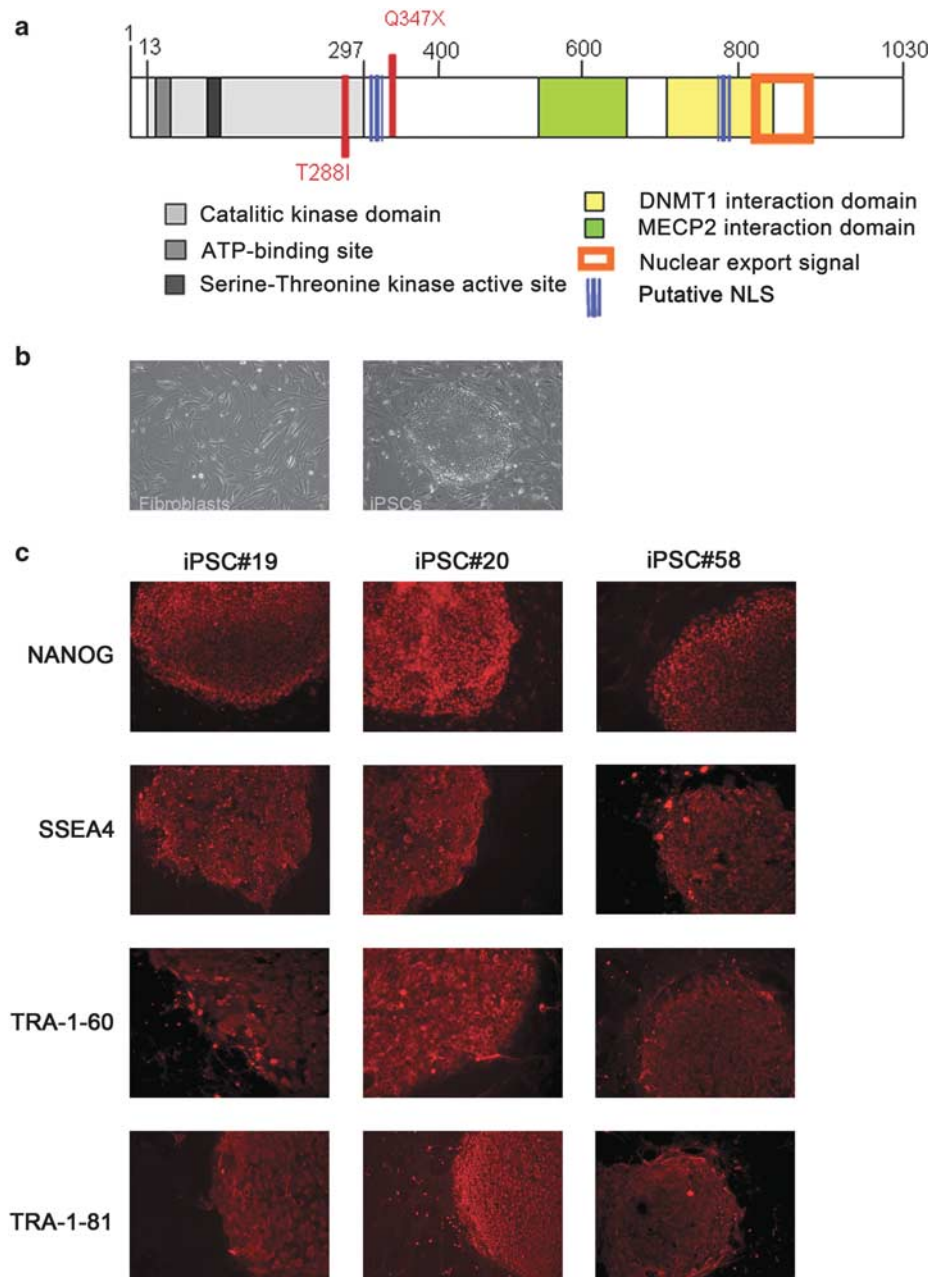 a
Q347X
1 13 297 400 600 800 1030
T288I
Catalitic kinase domain
ATP-binding site
Serine-Threonine kinase active site
DNMT1 interaction domain
MECP2 interaction domain
Nuclear export signal
Putative NLS
b
Fibroblasts iPSCs
c
iPSC#19 iPSC#20 iPSC#58
NANOG
SSEA4
TRA-1-60
TRA-1-81